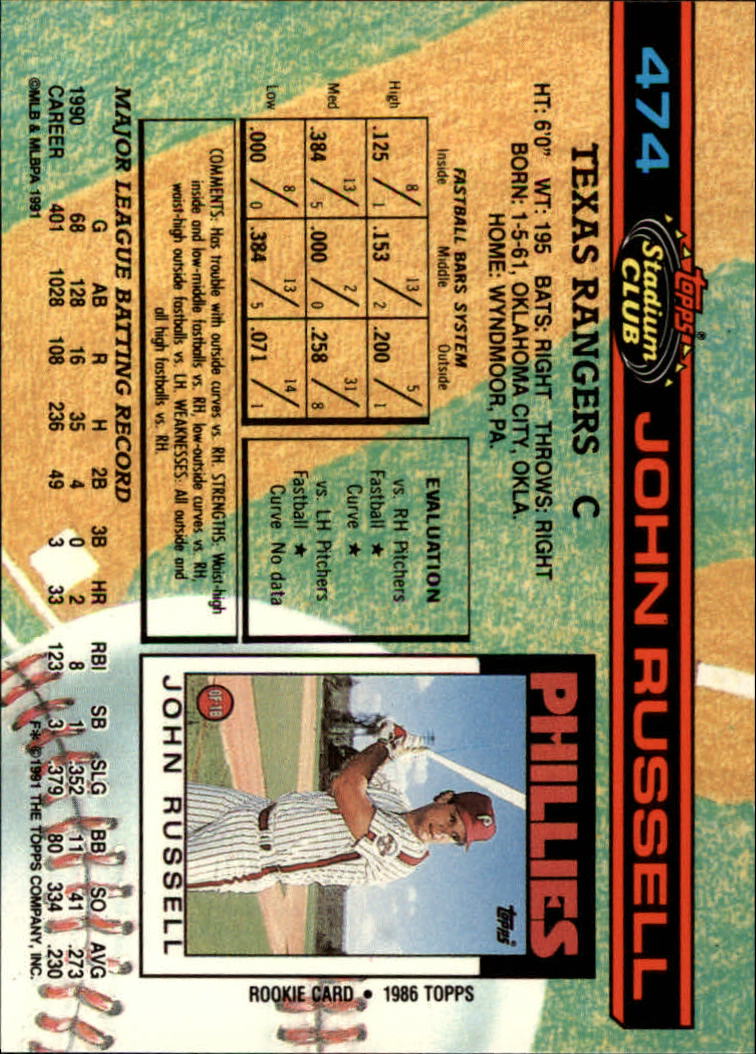 474
topps®
Stadium
CLUB
JOHN RUSSELL
TEXAS RANGERS C
HT: 6'0" WT: 195 BATS: RIGHT THROWS: RIGHT
BORN: 1-5-61, OKLAHOMA CITY, OKLA.
HOME: WYNDMOOR, PA.
FASTBALL BARS SYSTEM
Inside Middle Outside
High .125 8/1 .153 13/2 .200 5/1
Med .384 13/5 .000 2/0 .258 31/8
Low .000 8/0 .384 13/5 .071 14/1
EVALUATION
vs. RH Pitchers
Fastball ★
Curve ★
vs. LH Pitchers
Fastball ★
Curve No data
COMMENTS: Has trouble with outside curves vs. RH. STRENGTHS: Waist-high
inside and low-middle fastballs vs. RH, low-outside curves vs. RH,
waist-high outside fastballs vs. LH. WEAKNESSES: All outside and
all high fastballs vs. RH.
PHILLIES
topps
P
OF-1B
JOHN RUSSELL
ROOKIE CARD • 1986 TOPPS
MAJOR LEAGUE BATTING RECORD
G AB R H 2B 3B HR RBI SB SLG BB SO AVG
1990 68 128 16 35 4 0 2 8 1 .352 11 41 .273
CAREER 401 1028 108 236 49 3 33 123 3 .379 80 334 .230
©MLB & MLBPA 1991
F* ©1991 THE TOPPS COMPANY, INC.